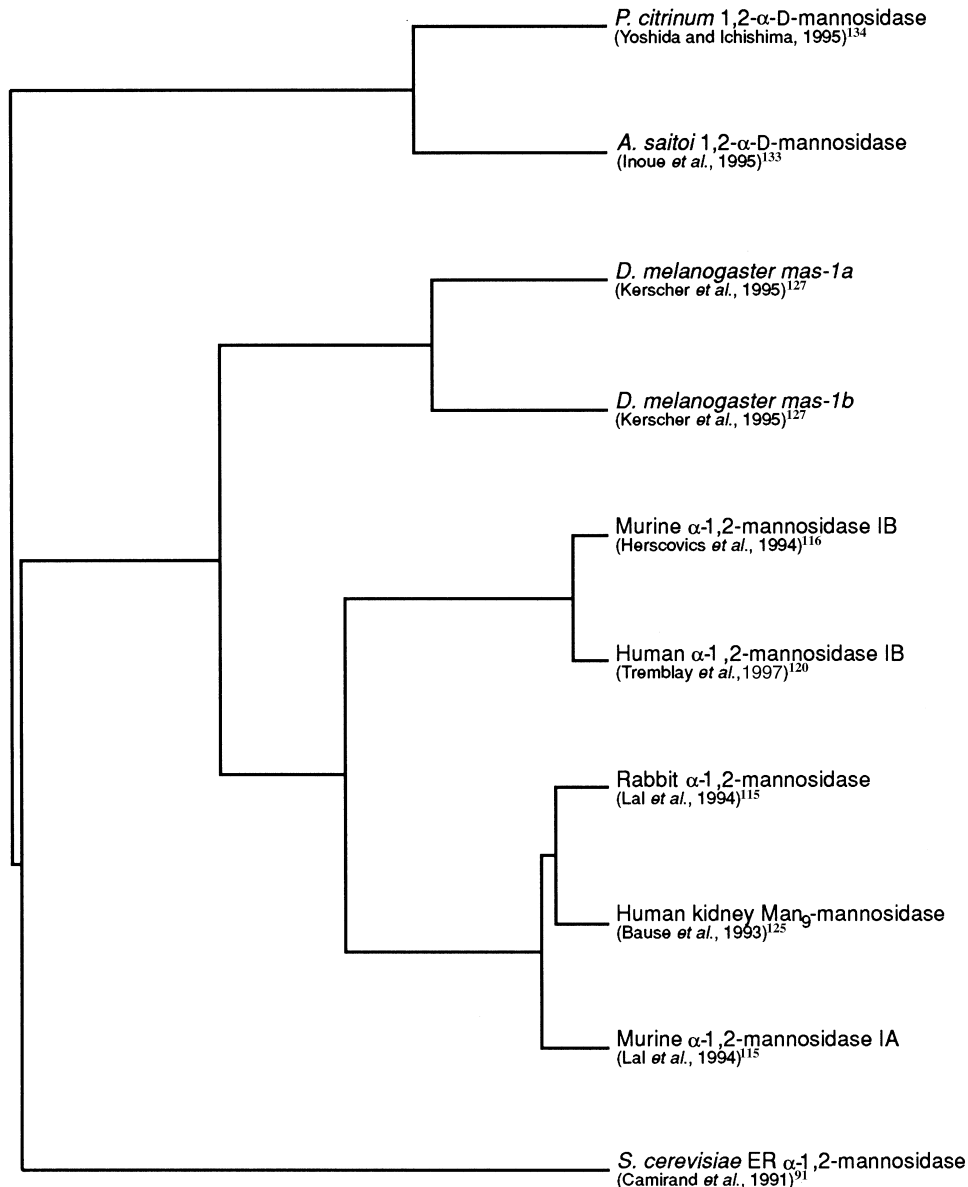 P. citrinum 1,2-α-D-mannosidase
(Yoshida and Ichishima, 1995)134
A. saitoi 1,2-α-D-mannosidase
(Inoue et al., 1995)133
D. melanogaster mas-1a
(Kerscher et al., 1995)127
D. melanogaster mas-1b
(Kerscher et al., 1995)127
Murine α-1,2-mannosidase IB
(Herscovics et al., 1994)116
Human α-1,2-mannosidase IB
(Tremblay et al.,1997)120
Rabbit α-1,2-mannosidase
(Lal et al., 1994)115
Human kidney Man9-mannosidase
(Bause et al., 1993)125
Murine α-1,2-mannosidase IA
(Lal et al., 1994)115
S. cerevisiae ER α-1,2-mannosidase
(Camirand et al., 1991)91